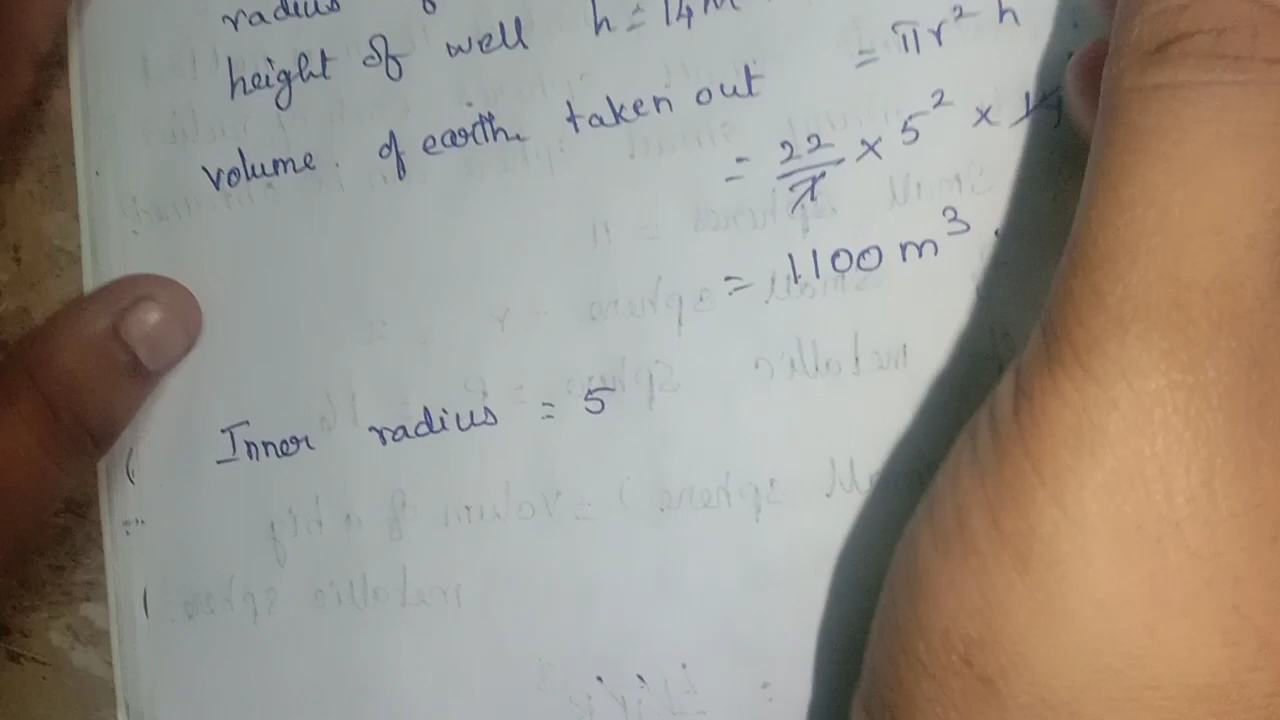 radius
height of well h = 14m
volume of earth taken out = πr² h
= 22/7 × 5² × 14
= 1100 m³.
Inner radius = 5